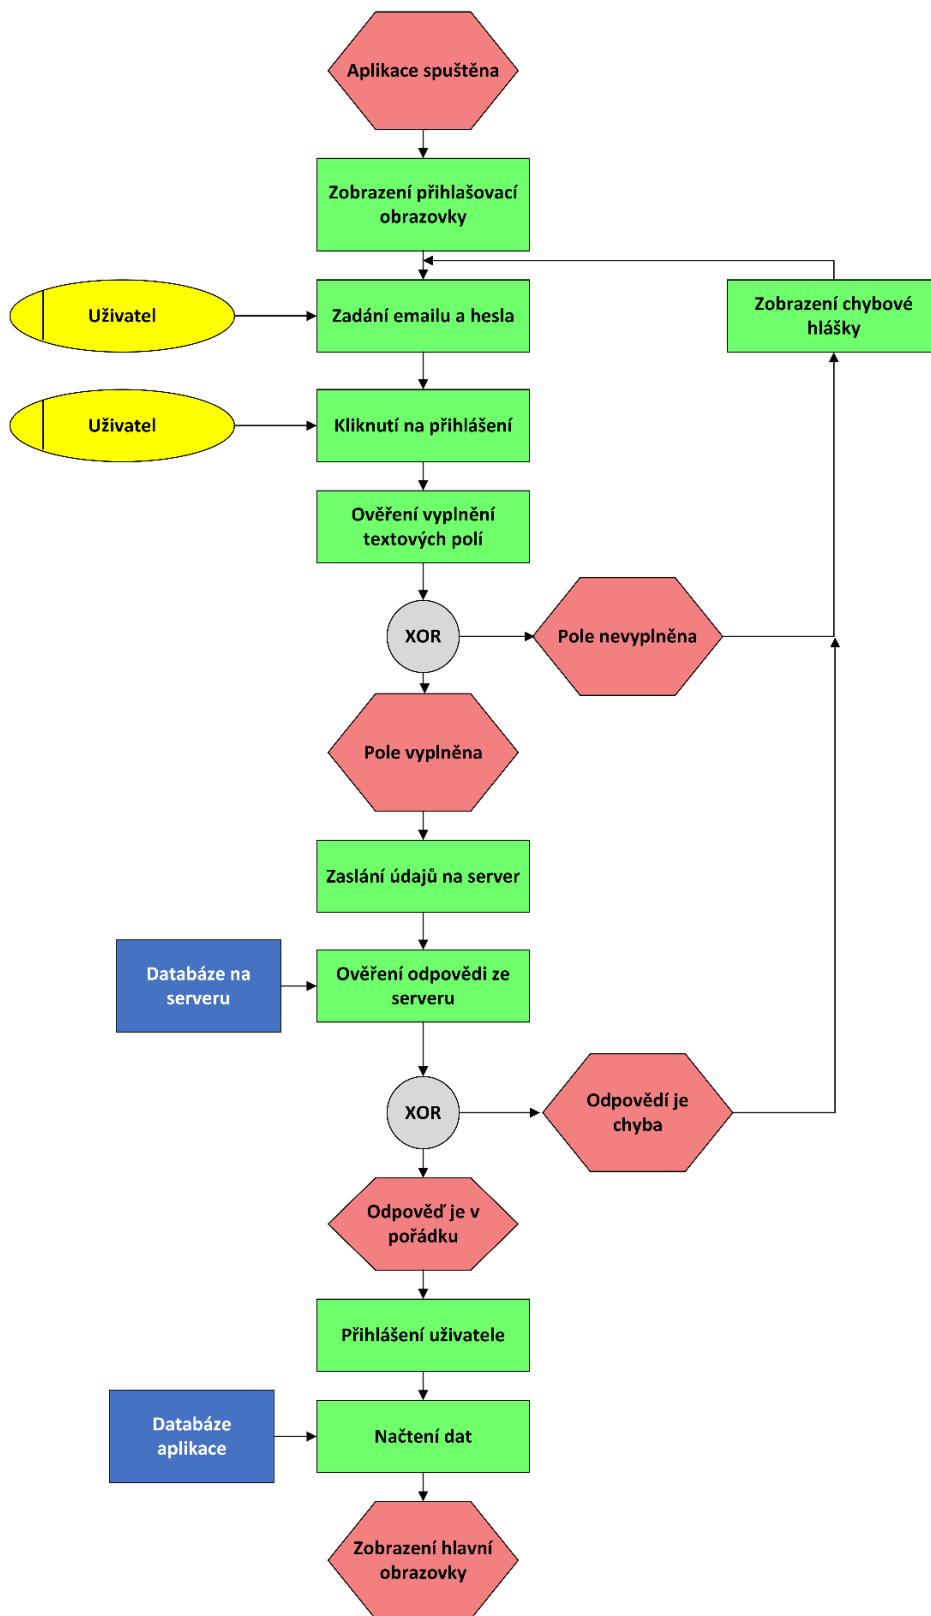 Aplikace spuštěna
Zobrazení přihlašovací
obrazovky
Uživatel
Zadání emailu a hesla
Zobrazení chybové
hlášky
Uživatel
Kliknutí na přihlášení
Ověření vyplnění
textových polí
XOR
Pole nevyplněna
Pole vyplněna
Zaslání údajů na server
Databáze na
serveru
Ověření odpovědi ze
serveru
XOR
Odpovědí je
chyba
Odpověď je v
pořádku
Přihlášení uživatele
Databáze
aplikace
Načtení dat
Zobrazení hlavní
obrazovky